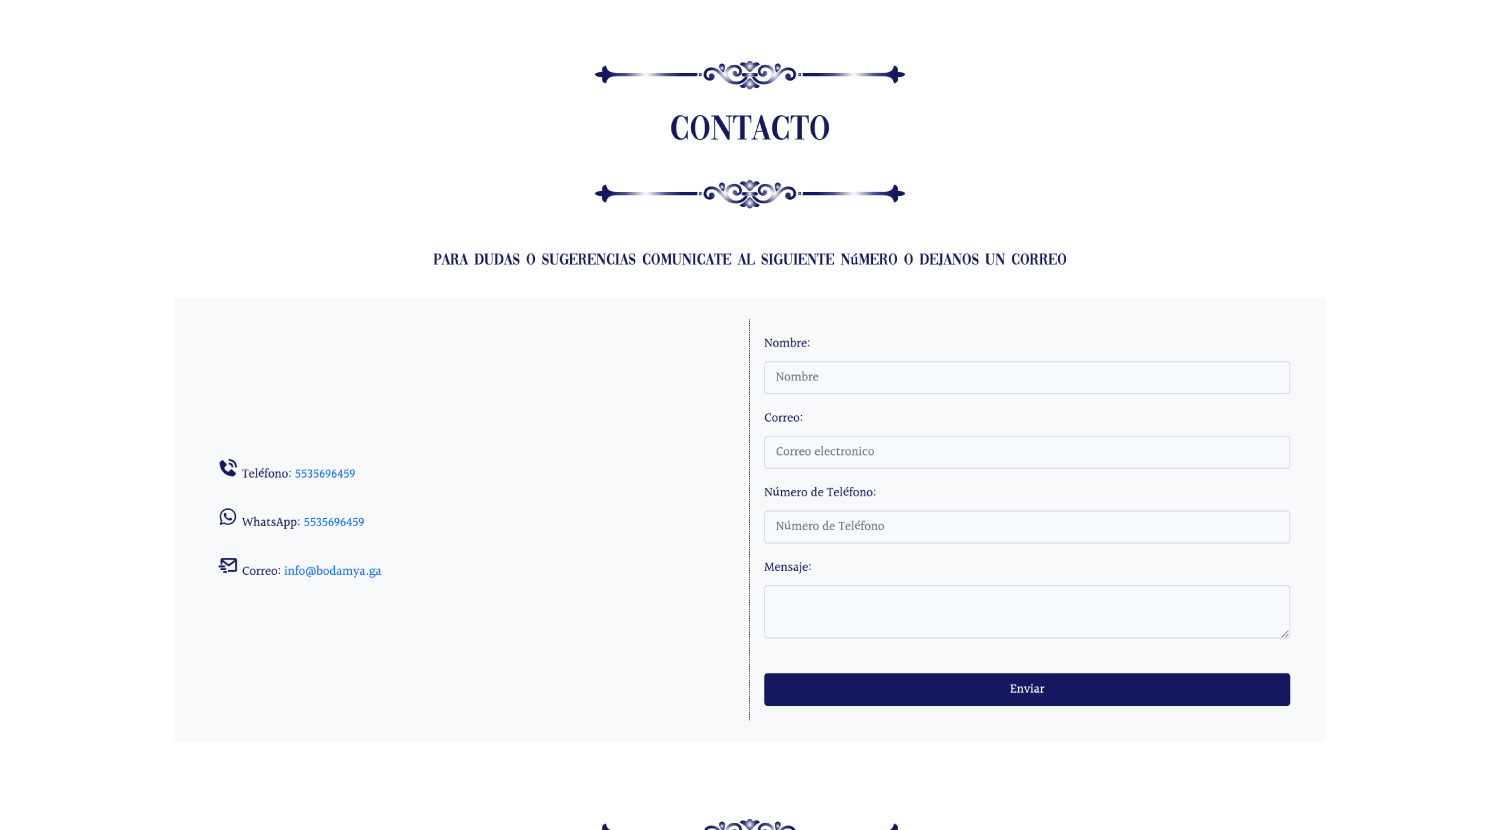 CONTACTO
PARA DUDAS O SUGERENCIAS COMUNICATE AL SIGUIENTE NúMERO O DEJANOS UN CORREO
Teléfono: 5535696459
WhatsApp: 5535696459
Correo: info@bodamya.ga
Nombre:
Nombre
Correo:
Correo electronico
Número de Teléfono:
Número de Teléfono
Mensaje:
Enviar